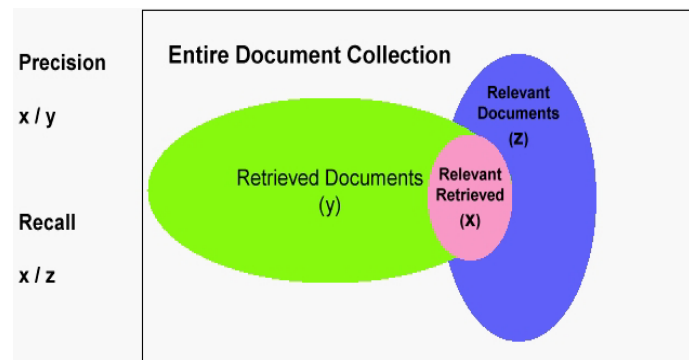 Precision
x / y
Recall
x / z
Entire Document Collection
Retrieved Documents
(y)
Relevant
Retrieved
(x)
Relevant
Documents
(z)